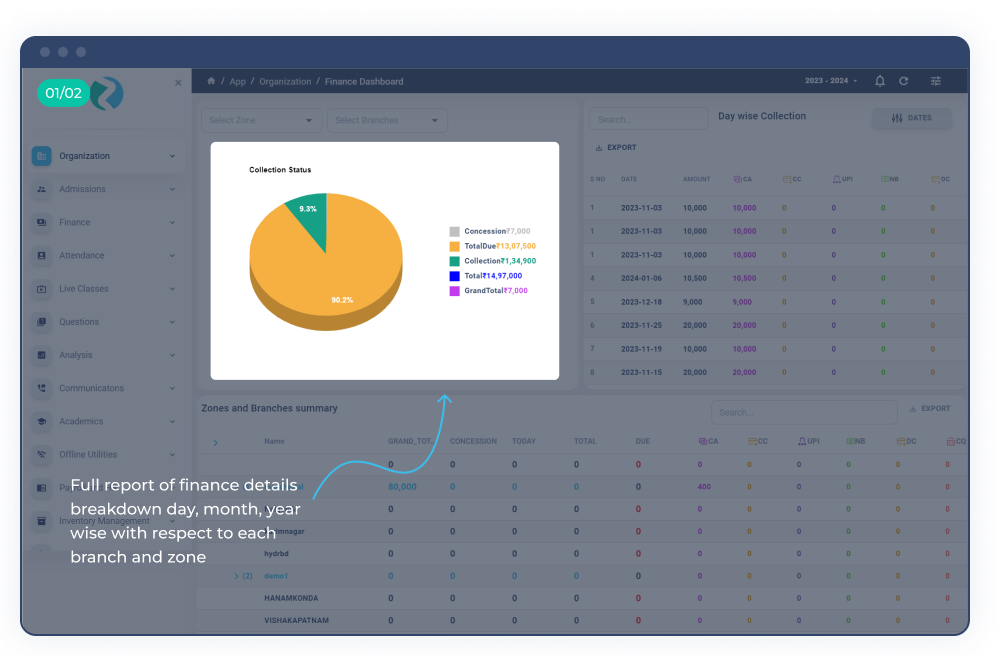 01/02
×
/ App / Organization / Finance Dashboard
2023 - 2024
Organization
Admissions
Finance
Attendance
Live Classes
Questions
Analysis
Communicatons
Academics
Offline Utilities
Inventory Management
Select Zone
Select Branches
Collection Status
9.3%
90.2%
Concession₹7,000
TotalDue₹13,07,500
Collection₹1,34,900
Total₹14,97,000
GrandTotal₹7,000
Search...
Day wise Collection
DATES
EXPORT
S NO DATE AMOUNT CA CC UPI NB DC
1 2023-11-03 10,000 10,000 0 0 0 0
1 2023-11-03 10,000 10,000 0 0 0 0
1 2023-11-03 10,000 10,000 0 0 0 0
4 2024-01-06 10,500 10,500 0 0 0 0
5 2023-12-18 9,000 9,000 0 0 0 0
6 2023-11-25 20,000 20,000 0 0 0 0
7 2023-11-19 10,000 10,000 0 0 0 0
8 2023-11-15 20,000 20,000 0 0 0 0
Zones and Branches summary
Search...
EXPORT
Name GRAND_TOT.. CONCESSION TODAY TOTAL DUE CA CC UPI NB DC CQ
0 0 0 0 0 0 0 0 0 0 0
80,000 0 0 0 0 400 0 0 0 0 0
0 0 0 0 0 0 0 0 0 0 0
0 0 0 0 0 0 0 0 0 0 0
hydrbd 0 0 0 0 0 0 0 0 0 0 0
(2) demo1 0 0 0 0 0 0 0 0 0 0 0
HANAMKONDA 0 0 0 0 0 0 0 0 0 0 0
VISHAKAPATNAM 0 0 0 0 0 0 0 0 0 0 0
Full report of finance details
breakdown day, month, year
wise with respect to each
branch and zone